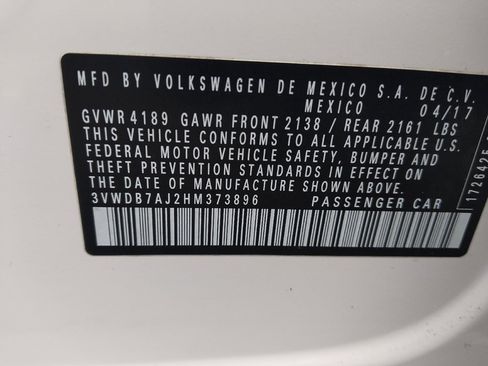 MFD BY VOLKSWAGEN DE MEXICO S.A. DE C.V.
MEXICO 04/17
GVWR 4189 GAWR FRONT 2138 / REAR 2161 LBS
THIS VEHICLE CONFORMS TO ALL APPLICABLE
FEDERAL MOTOR VEHICLE SAFETY, BUMPER AND
THEFT PREVENTION STANDARDS IN EFFECT ON
THE DATE OF MANUFACTURE SHOWN ABOVE.
3VWDB7AJ2HM373896 PASSENGER CAR
1726425